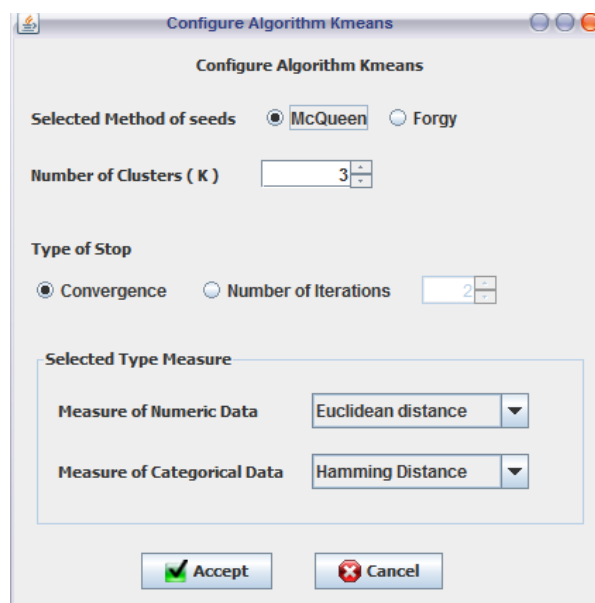 Configure Algorithm Kmeans
Configure Algorithm Kmeans
Selected Method of seeds McQueen Forgy
Number of Clusters ( K ) 3
Type of Stop
Convergence Number of Iterations 2
Selected Type Measure
Measure of Numeric Data Euclidean distance
Measure of Categorical Data Hamming Distance
Accept Cancel